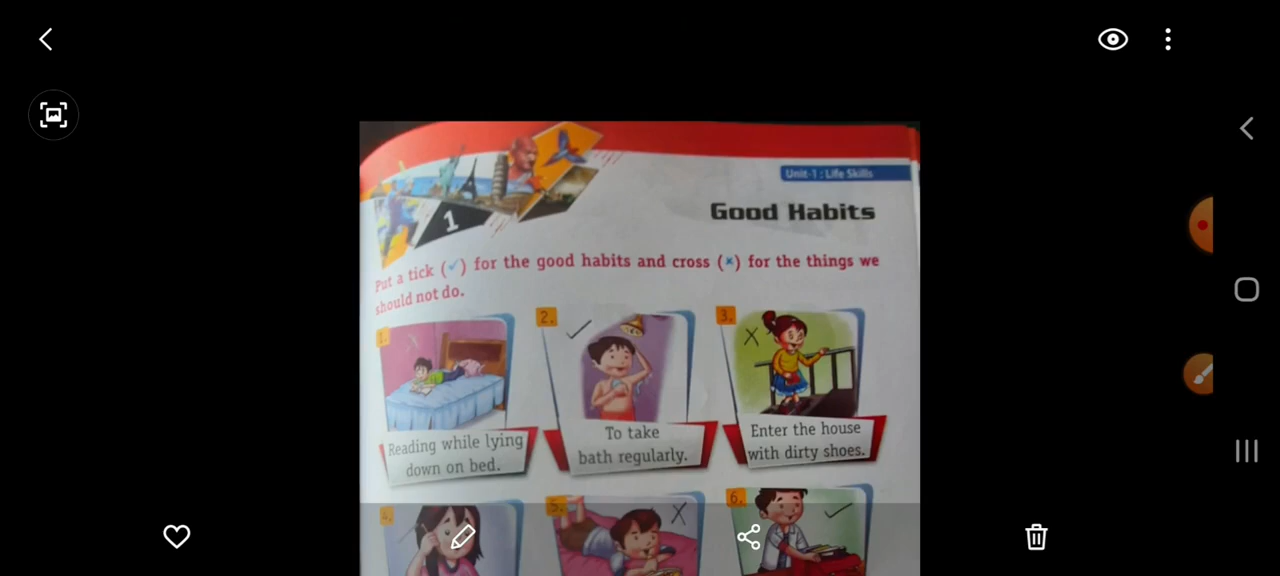 Unit-1 : Life Skills
1
Good Habits
Put a tick (✓) for the good habits and cross (×) for the things we
should not do.
1.
2.
3.
Reading while lying
down on bed.
To take
bath regularly.
Enter the house
with dirty shoes.
4.
5.
6.